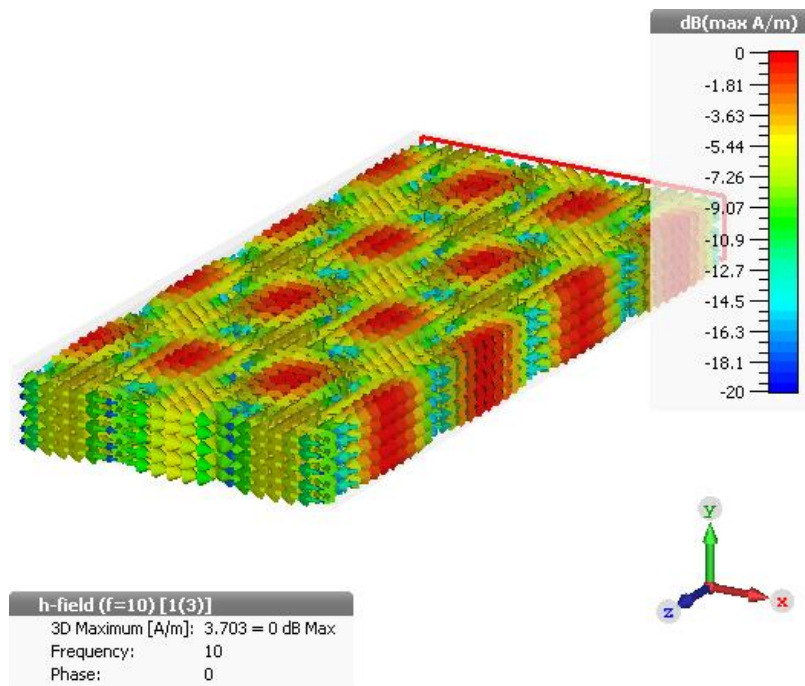 dB(max A/m)
0
-1.81
-3.63
-5.44
-7.26
-9.07
-10.9
-12.7
-14.5
-16.3
-18.1
-20
y
z
x
h-field (f=10) [1(3)]
3D Maximum [A/m]: 3.703 = 0 dB Max
Frequency: 10
Phase: 0